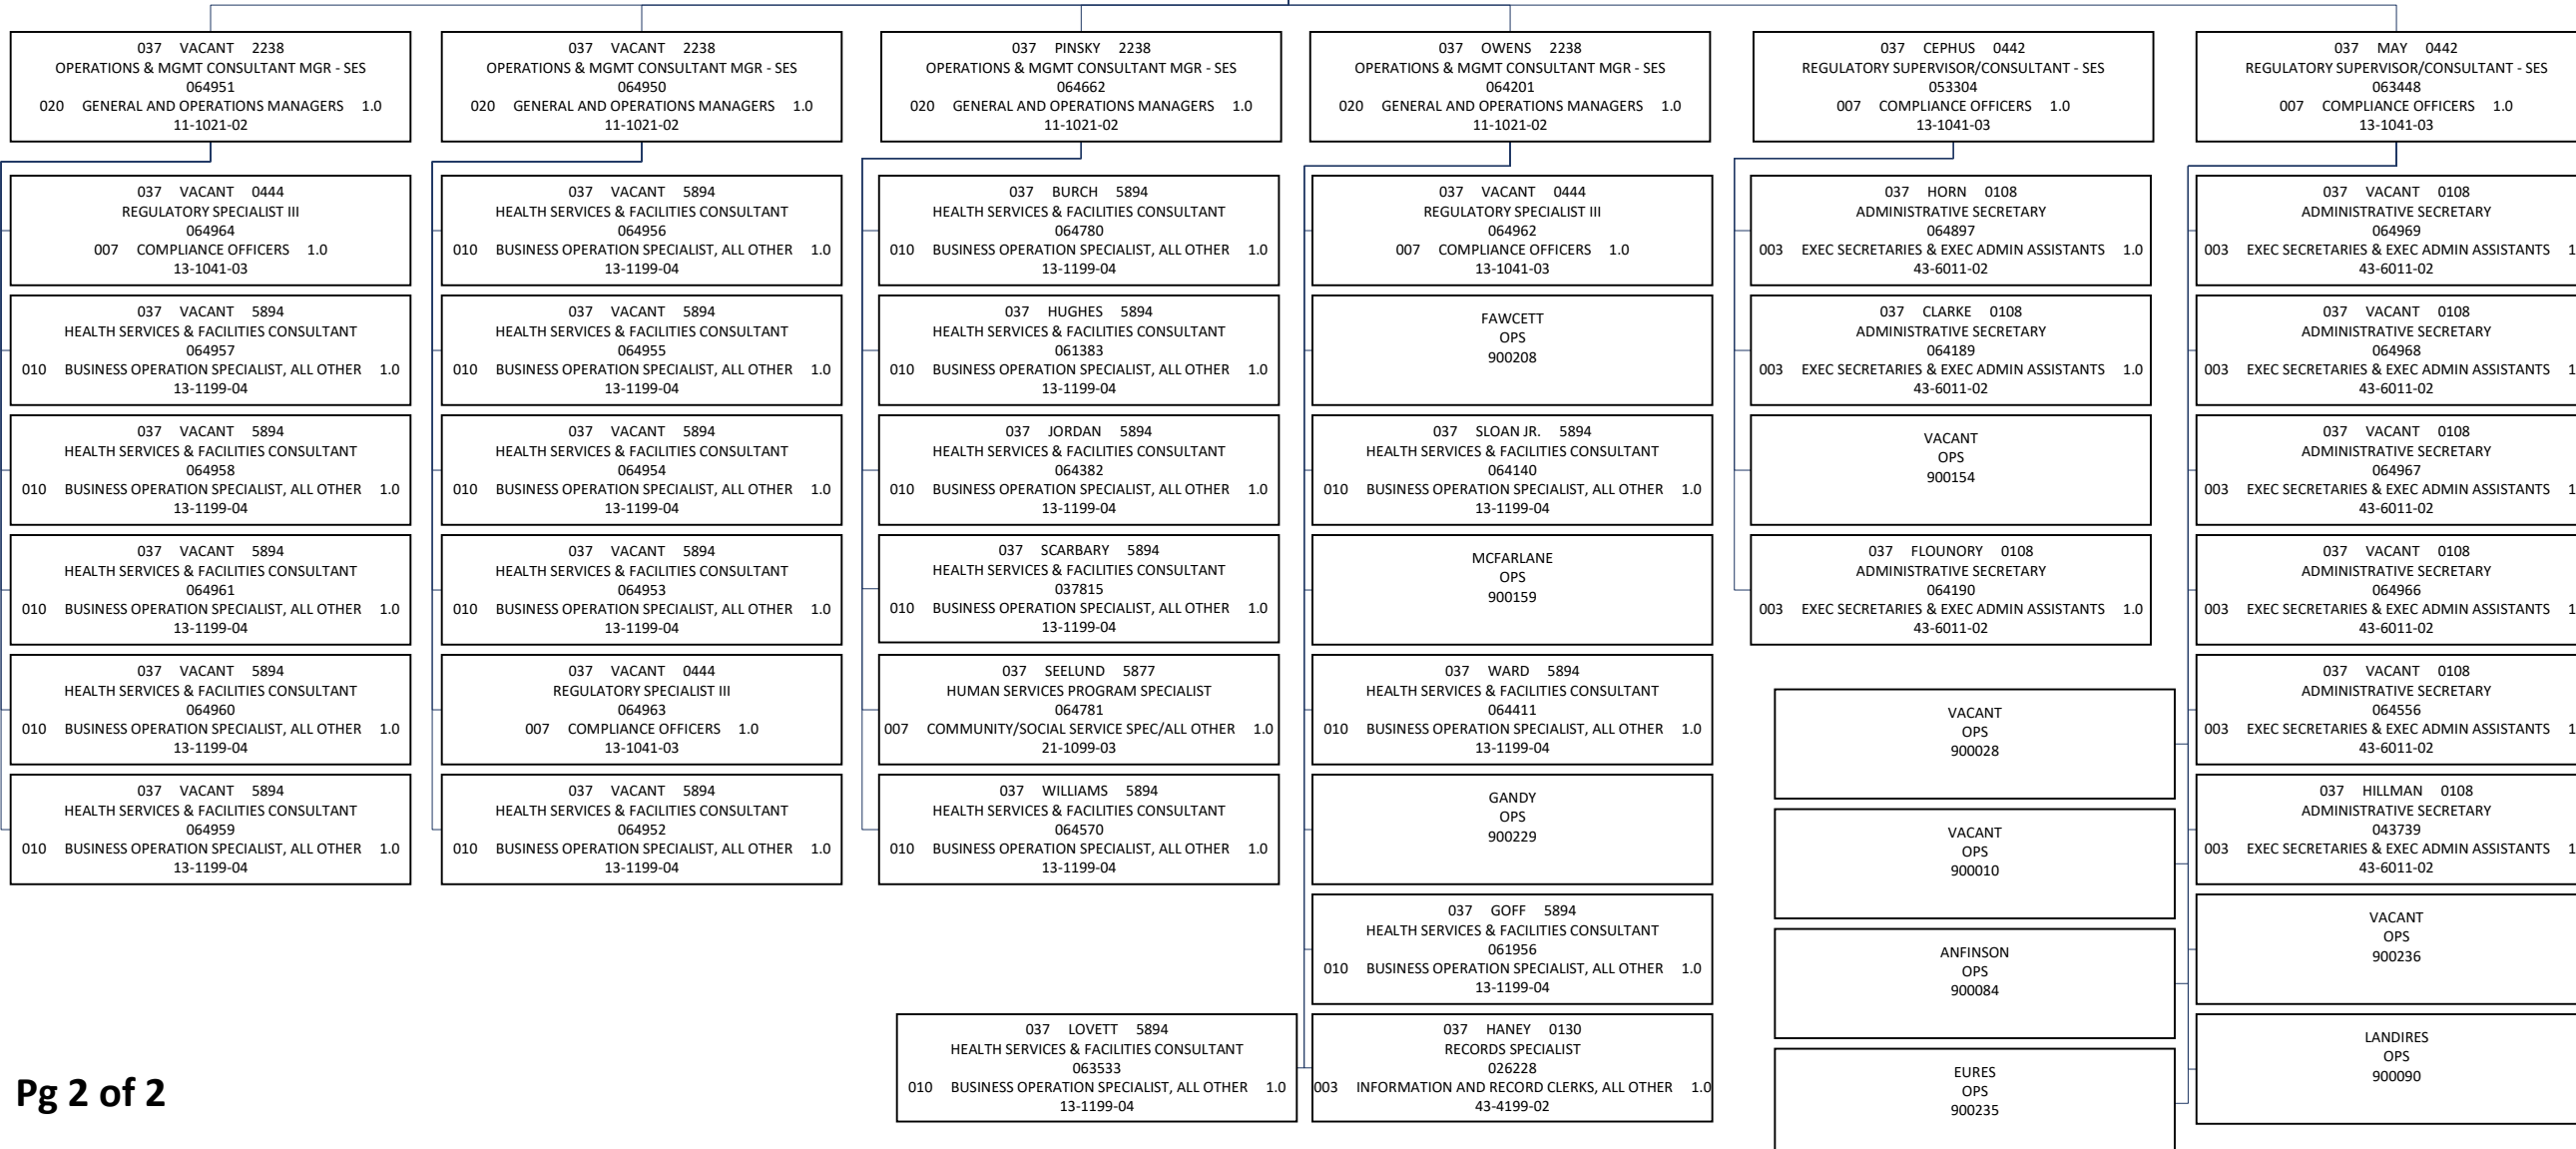 037 VACANT 2238
OPERATIONS & MGMT CONSULTANT MGR - SES
064951
020 GENERAL AND OPERATIONS MANAGERS 1.0
11-1021-02
037 VACANT 0444
REGULATORY SPECIALIST III
064964
007 COMPLIANCE OFFICERS 1.0
13-1041-03
037 VACANT 5894
HEALTH SERVICES & FACILITIES CONSULTANT
064957
010 BUSINESS OPERATION SPECIALIST, ALL OTHER 1.0
13-1199-04
037 VACANT 5894
HEALTH SERVICES & FACILITIES CONSULTANT
064958
010 BUSINESS OPERATION SPECIALIST, ALL OTHER 1.0
13-1199-04
037 VACANT 5894
HEALTH SERVICES & FACILITIES CONSULTANT
064961
010 BUSINESS OPERATION SPECIALIST, ALL OTHER 1.0
13-1199-04
037 VACANT 5894
HEALTH SERVICES & FACILITIES CONSULTANT
064960
010 BUSINESS OPERATION SPECIALIST, ALL OTHER 1.0
13-1199-04
037 VACANT 5894
HEALTH SERVICES & FACILITIES CONSULTANT
064959
010 BUSINESS OPERATION SPECIALIST, ALL OTHER 1.0
13-1199-04
037 VACANT 2238
OPERATIONS & MGMT CONSULTANT MGR - SES
064950
020 GENERAL AND OPERATIONS MANAGERS 1.0
11-1021-02
037 VACANT 5894
HEALTH SERVICES & FACILITIES CONSULTANT
064956
010 BUSINESS OPERATION SPECIALIST, ALL OTHER 1.0
13-1199-04
037 VACANT 5894
HEALTH SERVICES & FACILITIES CONSULTANT
064955
010 BUSINESS OPERATION SPECIALIST, ALL OTHER 1.0
13-1199-04
037 VACANT 5894
HEALTH SERVICES & FACILITIES CONSULTANT
064954
010 BUSINESS OPERATION SPECIALIST, ALL OTHER 1.0
13-1199-04
037 VACANT 5894
HEALTH SERVICES & FACILITIES CONSULTANT
064953
010 BUSINESS OPERATION SPECIALIST, ALL OTHER 1.0
13-1199-04
037 VACANT 0444
REGULATORY SPECIALIST III
064963
007 COMPLIANCE OFFICERS 1.0
13-1041-03
037 VACANT 5894
HEALTH SERVICES & FACILITIES CONSULTANT
064952
010 BUSINESS OPERATION SPECIALIST, ALL OTHER 1.0
13-1199-04
037 PINSKY 2238
OPERATIONS & MGMT CONSULTANT MGR - SES
064662
020 GENERAL AND OPERATIONS MANAGERS 1.0
11-1021-02
037 BURCH 5894
HEALTH SERVICES & FACILITIES CONSULTANT
064780
010 BUSINESS OPERATION SPECIALIST, ALL OTHER 1.0
13-1199-04
037 HUGHES 5894
HEALTH SERVICES & FACILITIES CONSULTANT
061383
010 BUSINESS OPERATION SPECIALIST, ALL OTHER 1.0
13-1199-04
037 JORDAN 5894
HEALTH SERVICES & FACILITIES CONSULTANT
064382
010 BUSINESS OPERATION SPECIALIST, ALL OTHER 1.0
13-1199-04
037 SCARBARY 5894
HEALTH SERVICES & FACILITIES CONSULTANT
037815
010 BUSINESS OPERATION SPECIALIST, ALL OTHER 1.0
13-1199-04
037 SEELUND 5877
HUMAN SERVICES PROGRAM SPECIALIST
064781
007 COMMUNITY/SOCIAL SERVICE SPEC/ALL OTHER 1.0
21-1099-03
037 WILLIAMS 5894
HEALTH SERVICES & FACILITIES CONSULTANT
064570
010 BUSINESS OPERATION SPECIALIST, ALL OTHER 1.0
13-1199-04
037 OWENS 2238
OPERATIONS & MGMT CONSULTANT MGR - SES
064201
020 GENERAL AND OPERATIONS MANAGERS 1.0
11-1021-02
037 VACANT 0444
REGULATORY SPECIALIST III
064962
007 COMPLIANCE OFFICERS 1.0
13-1041-03
FAWCETT
OPS
900208
037 SLOAN JR. 5894
HEALTH SERVICES & FACILITIES CONSULTANT
064140
010 BUSINESS OPERATION SPECIALIST, ALL OTHER 1.0
13-1199-04
MCFARLANE
OPS
900159
037 WARD 5894
HEALTH SERVICES & FACILITIES CONSULTANT
064411
010 BUSINESS OPERATION SPECIALIST, ALL OTHER 1.0
13-1199-04
GANDY
OPS
900229
037 GOFF 5894
HEALTH SERVICES & FACILITIES CONSULTANT
061956
010 BUSINESS OPERATION SPECIALIST, ALL OTHER 1.0
13-1199-04
037 LOVETT 5894
HEALTH SERVICES & FACILITIES CONSULTANT
063533
010 BUSINESS OPERATION SPECIALIST, ALL OTHER 1.0
13-1199-04
037 HANEY 0130
RECORDS SPECIALIST
026228
003 INFORMATION AND RECORD CLERKS, ALL OTHER 1.0
43-4199-02
037 CEPHUS 0442
REGULATORY SUPERVISOR/CONSULTANT - SES
053304
007 COMPLIANCE OFFICERS 1.0
13-1041-03
037 HORN 0108
ADMINISTRATIVE SECRETARY
064897
003 EXEC SECRETARIES & EXEC ADMIN ASSISTANTS 1.0
43-6011-02
037 CLARKE 0108
ADMINISTRATIVE SECRETARY
064189
003 EXEC SECRETARIES & EXEC ADMIN ASSISTANTS 1.0
43-6011-02
VACANT
OPS
900154
037 FLOUNORY 0108
ADMINISTRATIVE SECRETARY
064190
003 EXEC SECRETARIES & EXEC ADMIN ASSISTANTS 1.0
43-6011-02
037 MAY 0442
REGULATORY SUPERVISOR/CONSULTANT - SES
063448
007 COMPLIANCE OFFICERS 1.0
13-1041-03
037 VACANT 0108
ADMINISTRATIVE SECRETARY
064969
003 EXEC SECRETARIES & EXEC ADMIN ASSISTANTS 1
43-6011-02
037 VACANT 0108
ADMINISTRATIVE SECRETARY
064968
003 EXEC SECRETARIES & EXEC ADMIN ASSISTANTS 1
43-6011-02
037 VACANT 0108
ADMINISTRATIVE SECRETARY
064967
003 EXEC SECRETARIES & EXEC ADMIN ASSISTANTS 1
43-6011-02
037 VACANT 0108
ADMINISTRATIVE SECRETARY
064966
003 EXEC SECRETARIES & EXEC ADMIN ASSISTANTS 1
43-6011-02
037 VACANT 0108
ADMINISTRATIVE SECRETARY
064556
003 EXEC SECRETARIES & EXEC ADMIN ASSISTANTS 1
43-6011-02
037 HILLMAN 0108
ADMINISTRATIVE SECRETARY
043739
003 EXEC SECRETARIES & EXEC ADMIN ASSISTANTS 1
43-6011-02
VACANT
OPS
900236
LANDIRES
OPS
900090
VACANT
OPS
900028
VACANT
OPS
900010
ANFINSON
OPS
900084
EURES
OPS
900235
Pg 2 of 2